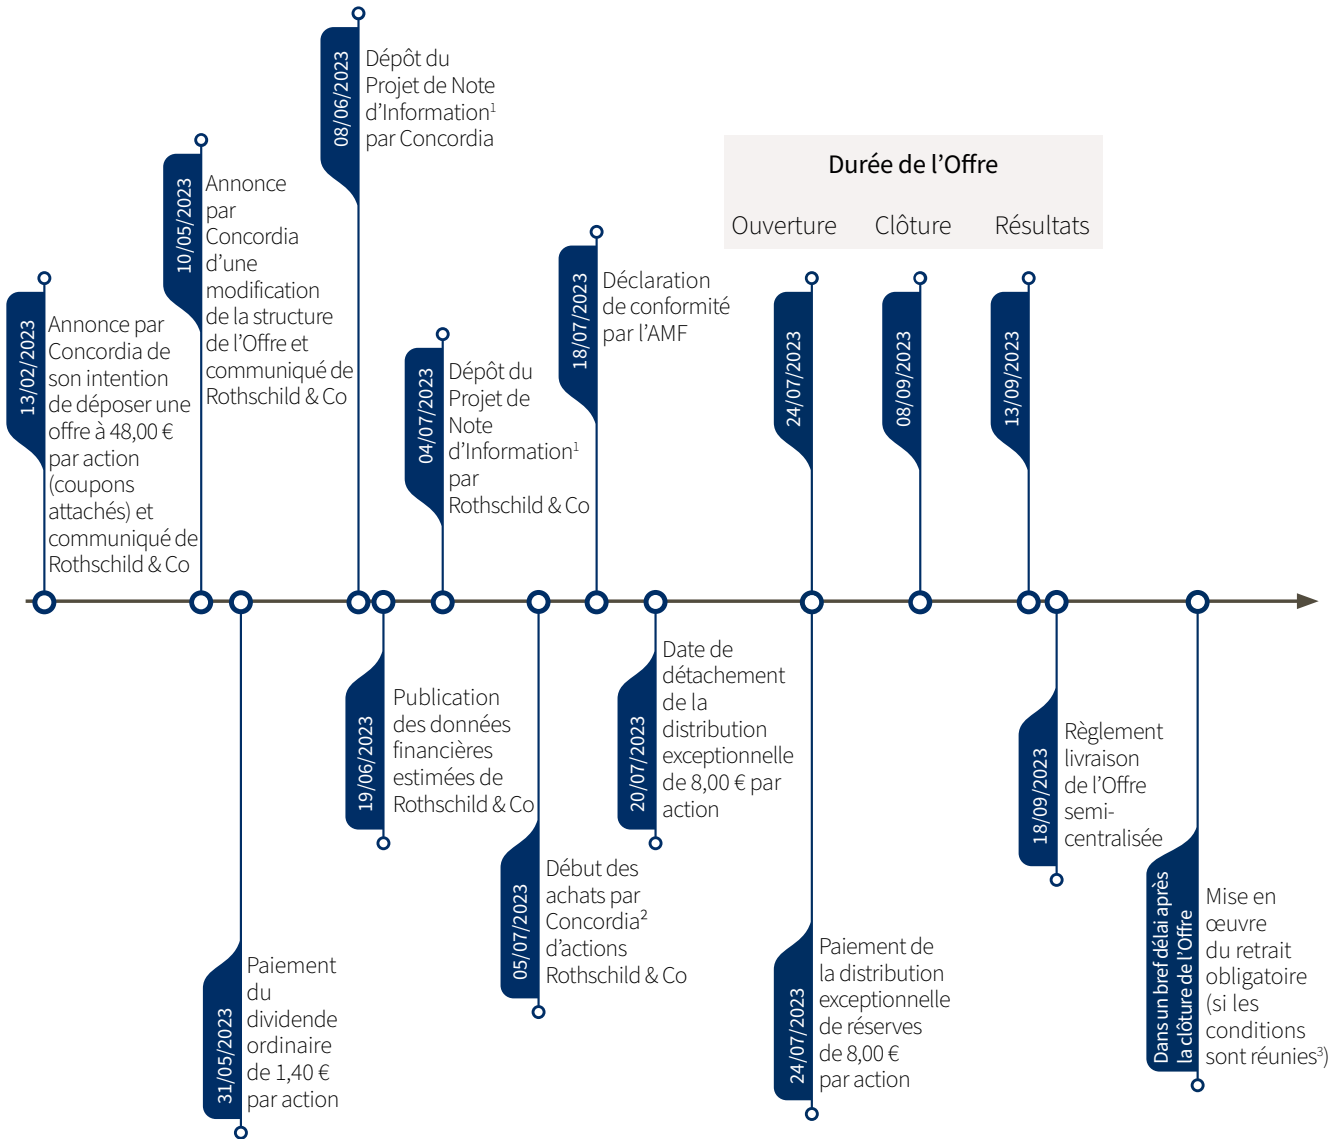 13/02/2023
Annonce par
Concordia de
son intention
de déposer une
offre à 48,00 €
par action
(coupons
attachés) et
communiqué de
Rothschild & Co
10/05/2023
Annonce
par
Concordia
d'une
modification
de la structure
de l'Offre et
communiqué de
Rothschild & Co
31/05/2023
Paiement
du
dividende
ordinaire
de 1,40 €
par action
08/06/2023
Dépôt du
Projet de Note
d'Information¹
par Concordia
19/06/2023
Publication
des données
financières
estimées de
Rothschild & Co
04/07/2023
Dépôt du
Projet de
Note
d'Information¹
par
Rothschild & Co
05/07/2023
Début des
achats par
Concordia²
d'actions
Rothschild & Co
18/07/2023
Déclaration
de conformité
par l'AMF
20/07/2023
Date de
détachement
de la
distribution
exceptionnelle
de 8,00 € par
action
Durée de l'Offre
Ouverture Clôture Résultats
24/07/2023
08/09/2023
13/09/2023
24/07/2023
Paiement de
la distribution
exceptionnelle
de réserves
de 8,00 €
par action
18/09/2023
Règlement
livraison
de l'Offre
semi-
centralisée
Dans un bref délai après
la clôture de l'Offre
Mise en
œuvre
du retrait
obligatoire
(si les
conditions
sont réunies³)